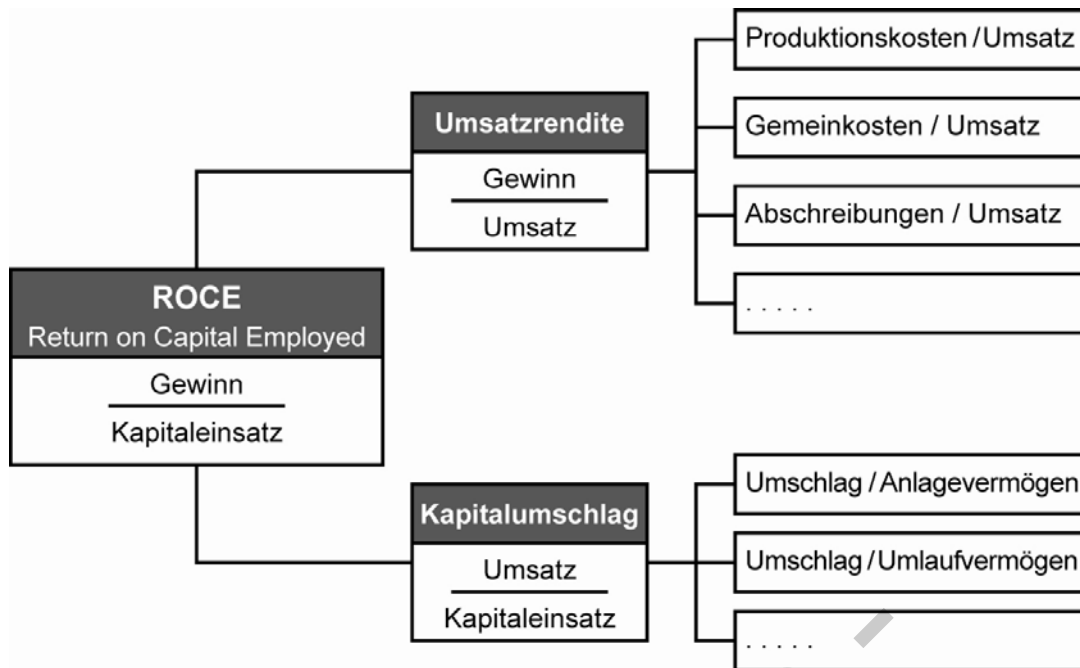 Produktionskosten / Umsatz
Umsatzrendite
Gemeinkosten / Umsatz
Gewinn
Umsatz
Abschreibungen / Umsatz
. . . . .
ROCE
Return on Capital Employed
Gewinn
Kapitaleinsatz
Umschlag / Anlagevermögen
Kapitalumschlag
Umsatz
Kapitaleinsatz
Umschlag / Umlaufvermögen
. . . . .